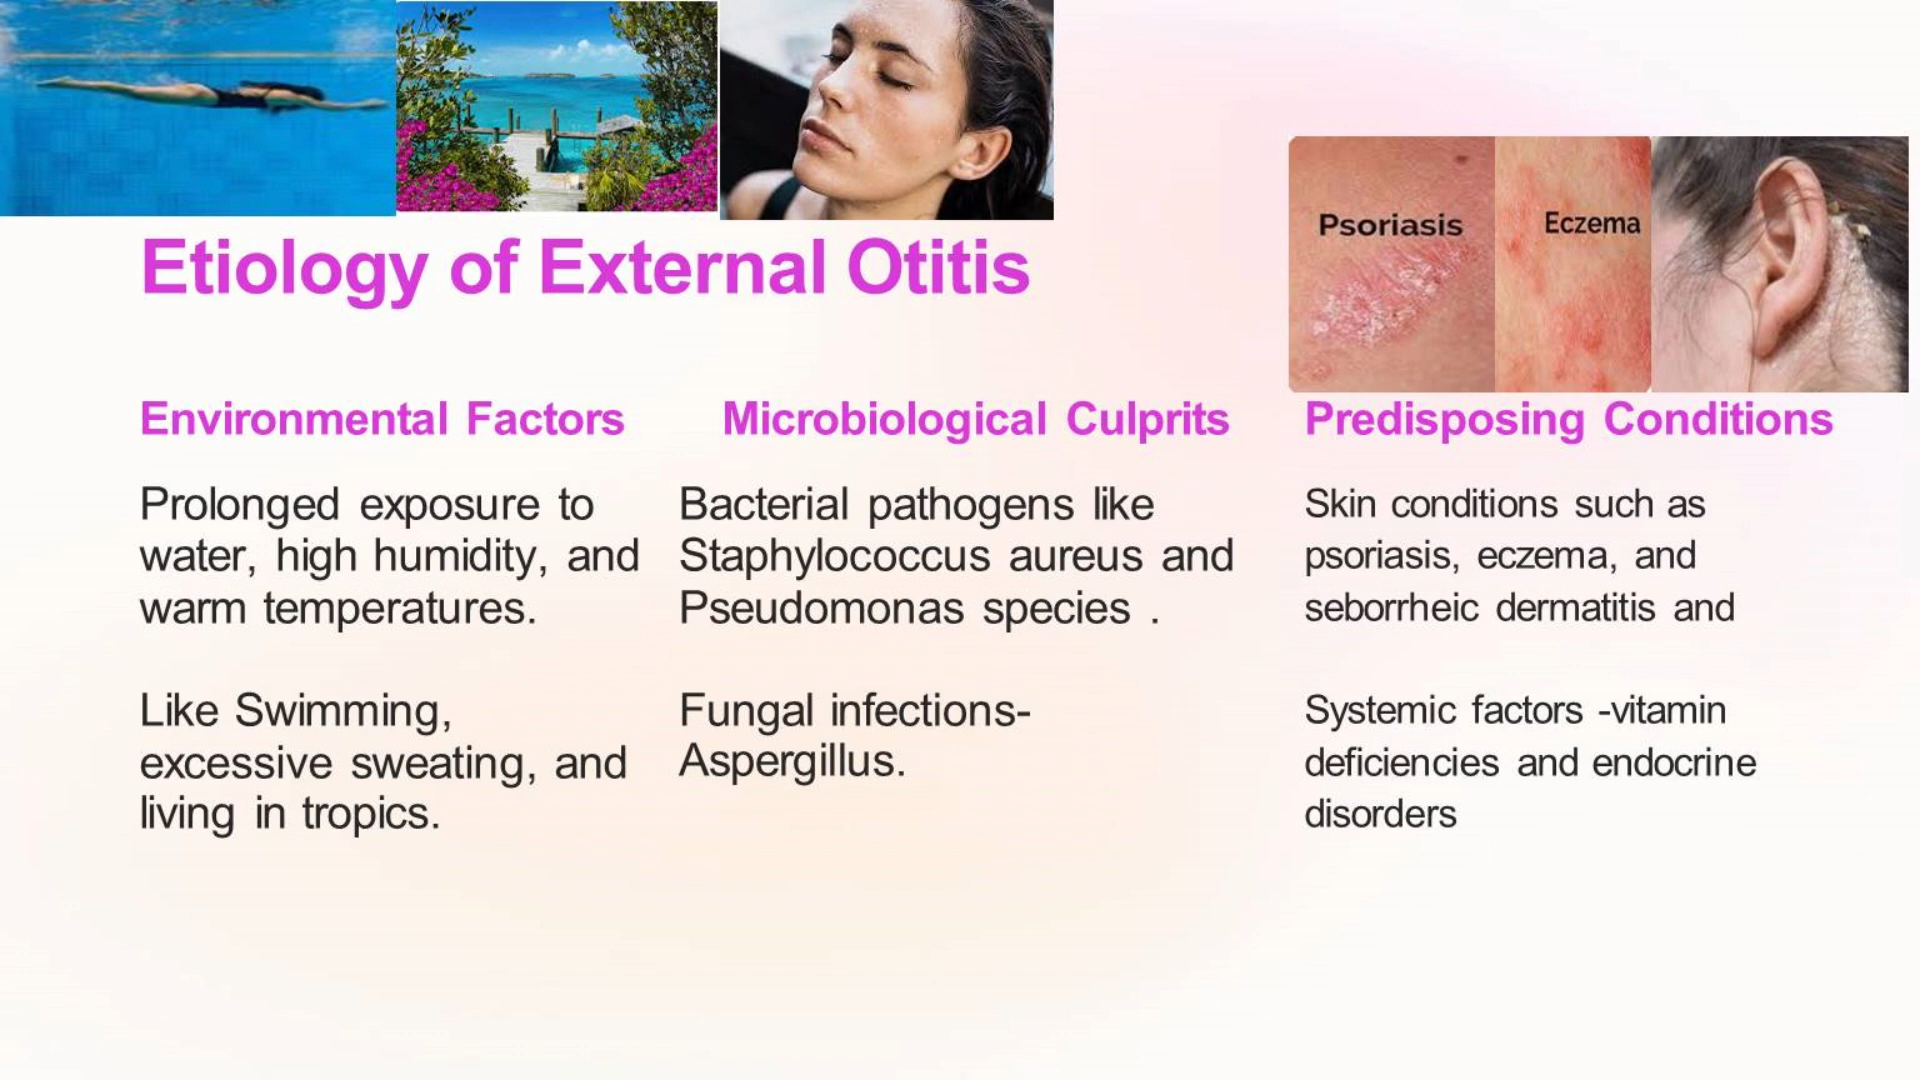 Psoriasis
Eczema
Etiology of External Otitis
Environmental Factors
Prolonged exposure to
water, high humidity, and
warm temperatures.
Like Swimming,
excessive sweating, and
living in tropics.
Microbiological Culprits
Bacterial pathogens like
Staphylococcus aureus and
Pseudomonas species .
Fungal infections-
Aspergillus.
Predisposing Conditions
Skin conditions such as
psoriasis, eczema, and
seborrheic dermatitis and
Systemic factors -vitamin
deficiencies and endocrine
disorders